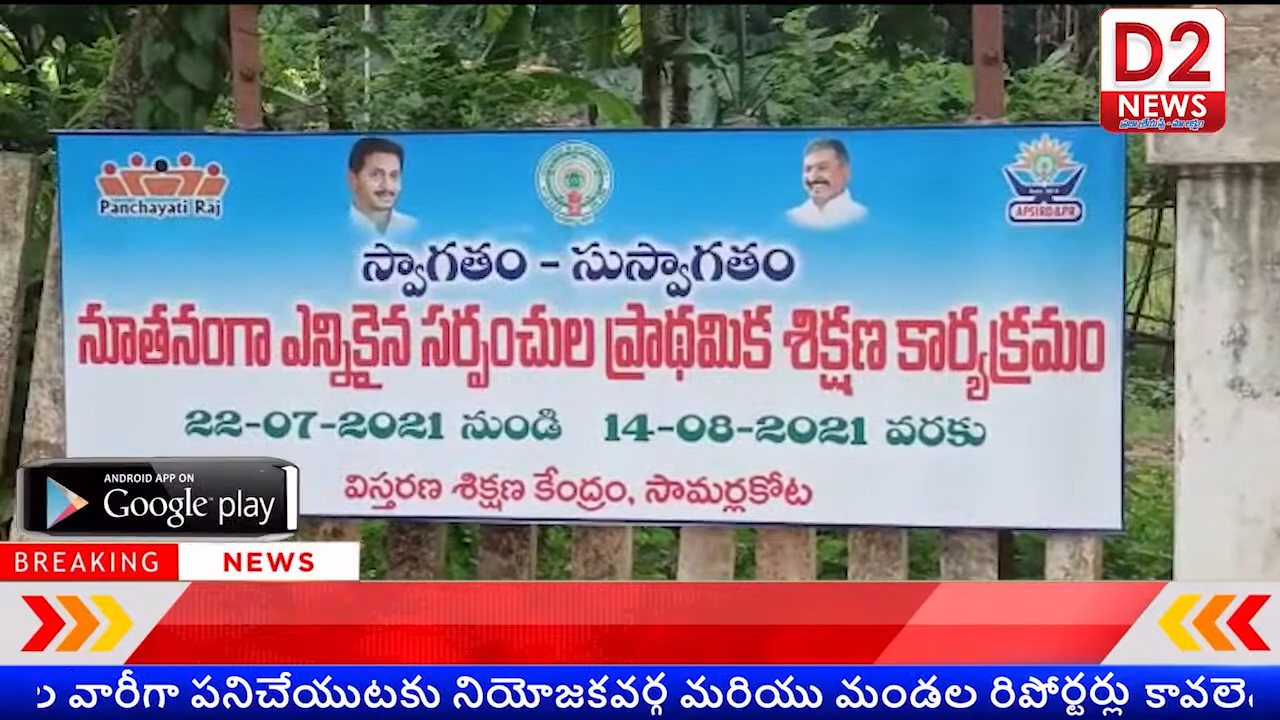 D2
NEWS
Panchayati Raj
APSIRD&PR
స్వాగతం - సుస్వాగతం
నూతనంగా ఎన్నికైన సర్పంచుల ప్రాథమిక శిక్షణ కార్యక్రమం
22-07-2021 నుండి 14-08-2021 వరకు
విస్తరణ శిక్షణ కేంద్రం, సామర్లకోట
ANDROID APP ON
Google play
BREAKING NEWS
వారీగా పనిచేయుటకు నియోజకవర్గ మరియు మండల రిపోర్టర్లు